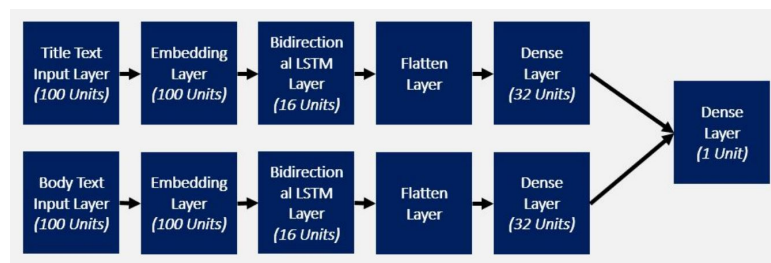 Title Text
Input Layer
(100 Units)
Embedding
Layer
(100 Units)
Bidirection
al LSTM
Layer
(16 Units)
Flatten
Layer
Dense
Layer
(32 Units)
Dense
Layer
(1 Unit)
Body Text
Input Layer
(100 Units)
Embedding
Layer
(100 Units)
Bidirection
al LSTM
Layer
(16 Units)
Flatten
Layer
Dense
Layer
(32 Units)